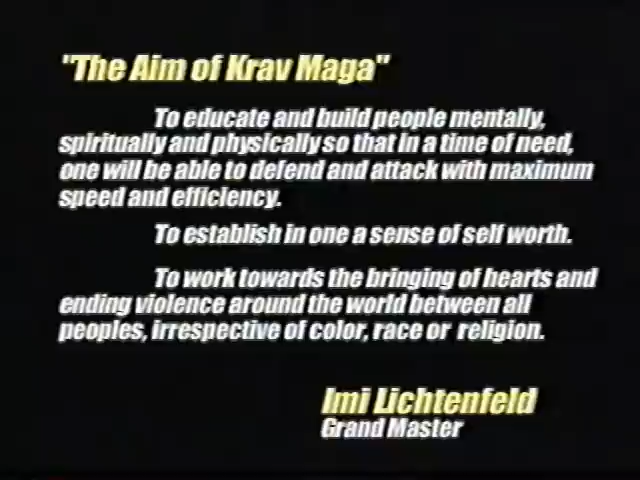 "The Aim of Krav Maga"
To educate and build people mentally,
spiritually and physically so that in a time of need,
one will be able to defend and attack with maximum
speed and efficiency.
To establish in one a sense of self worth.
To work towards the bringing of hearts and
ending violence around the world between all
peoples, irrespective of color, race or religion.
Imi Lichtenfeld
Grand Master